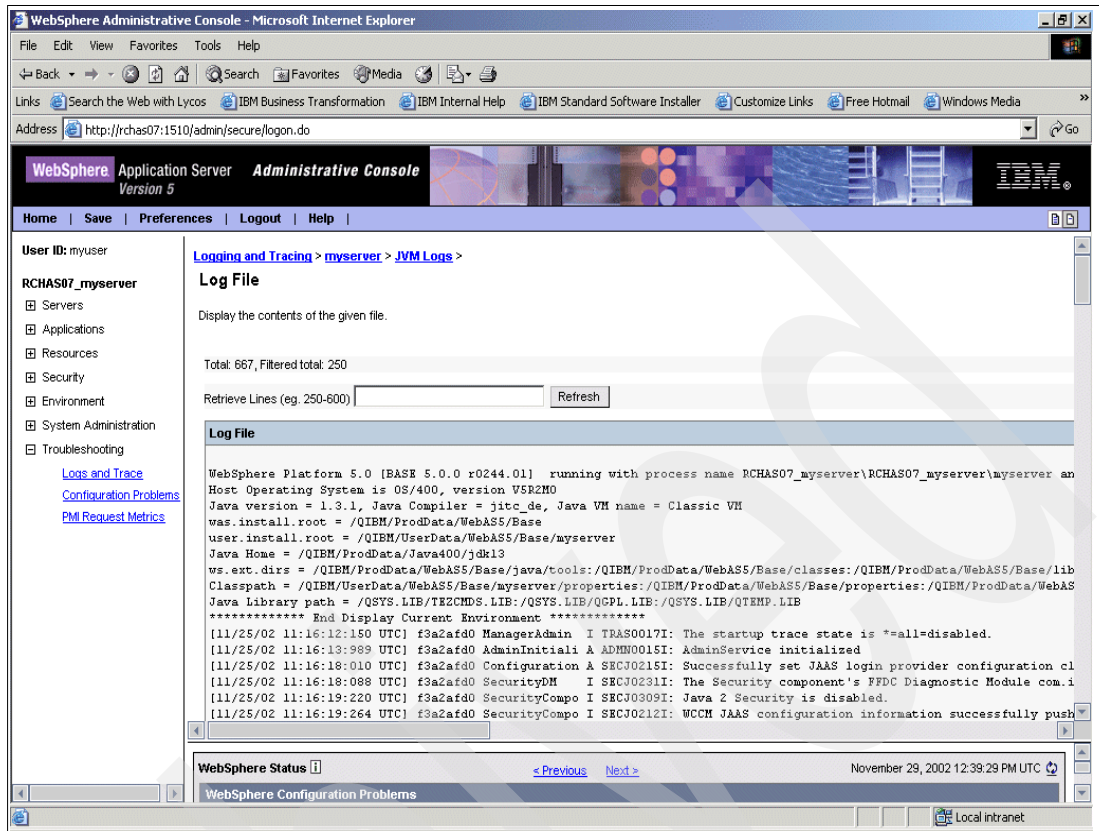 WebSphere Administrative Console - Microsoft Internet Explorer
File Edit View Favorites Tools Help
Back Search Favorites Media
Links Search the Web with Lycos IBM Business Transformation IBM Internal Help IBM Standard Software Installer Customize Links Free Hotmail Windows Media »
Address http://rchas07:1510/admin/secure/logon.do Go
WebSphere Application Server Administrative Console
Version 5
IBM
Home | Save | Preferences | Logout | Help |
User ID: myuser
RCHAS07_myserver
Servers
Applications
Resources
Security
Environment
System Administration
Troubleshooting
Logs and Trace
Configuration Problems
PMI Request Metrics
Logging and Tracing > myserver > JVM Logs >
Log File
Display the contents of the given file.
Total: 667, Filtered total: 250
Retrieve Lines (eg. 250-600) Refresh
Log File
WebSphere Platform 5.0 [BASE 5.0.0 r0244.01] running with process name RCHAS07_myserver\RCHAS07_myserver\myserver an
Host Operating System is OS/400, version V5R2M0
Java version = 1.3.1, Java Compiler = jitc_de, Java VM name = Classic VM
was.install.root = /QIBM/ProdData/WebAS5/Base
user.install.root = /QIBM/UserData/WebAS5/Base/myserver
Java Home = /QIBM/ProdData/Java400/jdk13
ws.ext.dirs = /QIBM/ProdData/WebAS5/Base/java/tools:/QIBM/ProdData/WebAS5/Base/classes:/QIBM/ProdData/WebAS5/Base/lib
Classpath = /QIBM/UserData/WebAS5/Base/myserver/properties:/QIBM/ProdData/WebAS5/Base/properties:/QIBM/ProdData/WebAS
Java Library path = /QSYS.LIB/TEZCMDS.LIB:/QSYS.LIB/QGPL.LIB:/QSYS.LIB/QTEMP.LIB
************* End Display Current Environment *************
[11/25/02 11:16:12:150 UTC] f3a2afd0 ManagerAdmin I TRAS0017I: The startup trace state is *=all=disabled.
[11/25/02 11:16:13:989 UTC] f3a2afd0 AdminInitiali A ADMN0015I: AdminService initialized
[11/25/02 11:16:18:010 UTC] f3a2afd0 Configuration A SECJ0215I: Successfully set JAAS login provider configuration cl
[11/25/02 11:16:18:088 UTC] f3a2afd0 SecurityDM I SECJ0231I: The Security component's FFDC Diagnostic Module com.i
[11/25/02 11:16:19:220 UTC] f3a2afd0 SecurityCompo I SECJ0309I: Java 2 Security is disabled.
[11/25/02 11:16:19:264 UTC] f3a2afd0 SecurityCompo I SECJ0212I: WCCM JAAS configuration information successfully push
WebSphere Status i < Previous Next > November 29, 2002 12:39:29 PM UTC
WebSphere Configuration Problems
Local intranet